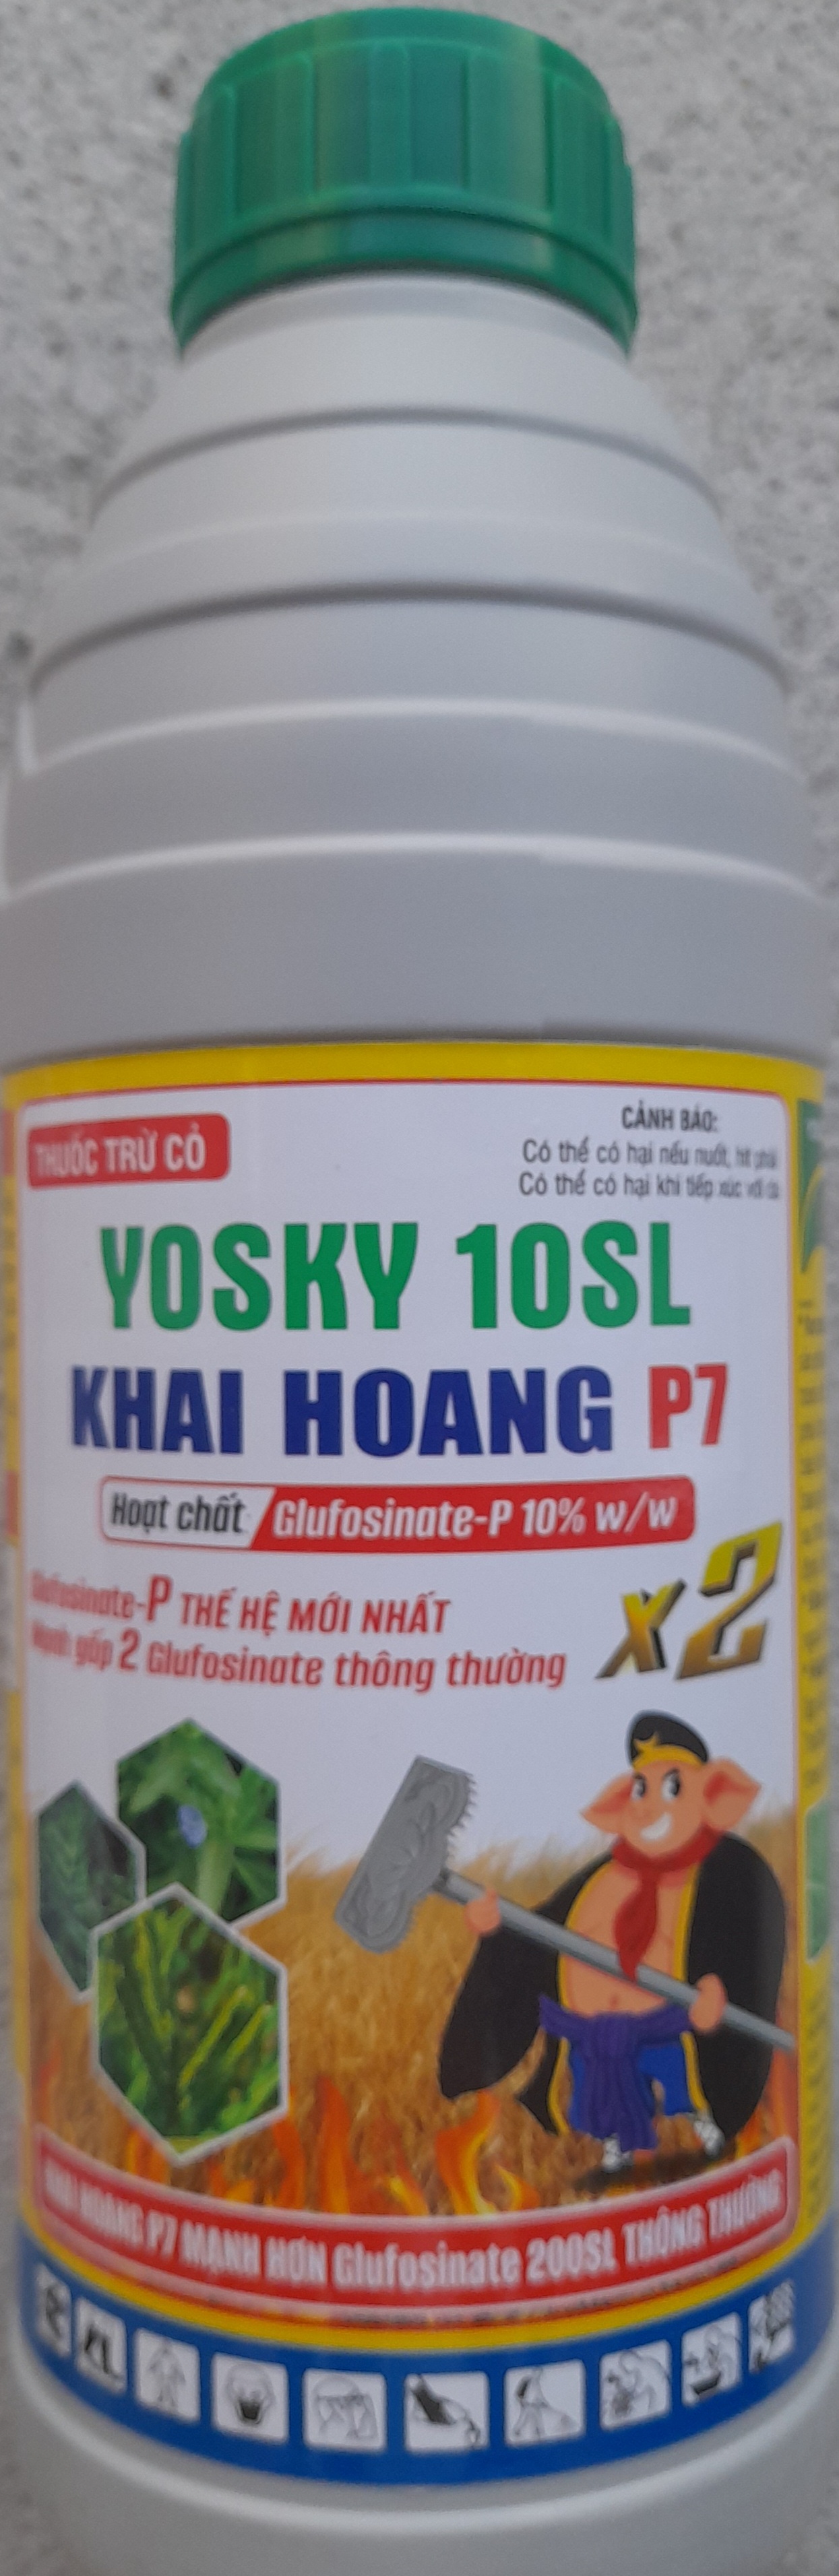 THUỐC TRỪ CỎ
CẢNH BÁO:
Có thể có hại nếu nuốt, hít phải
Có thể có hại khi tiếp xúc với da
YOSKY 10SL
KHAI HOANG P7
Hoạt chất Glufosinate-P 10% w/w
Glufosinate-P THẾ HỆ MỚI NHẤT
Mạnh gấp 2 Glufosinate thông thường
X2
KHAI HOANG P7 MẠNH HƠN Glufosinate 200SL THÔNG THƯỜNG